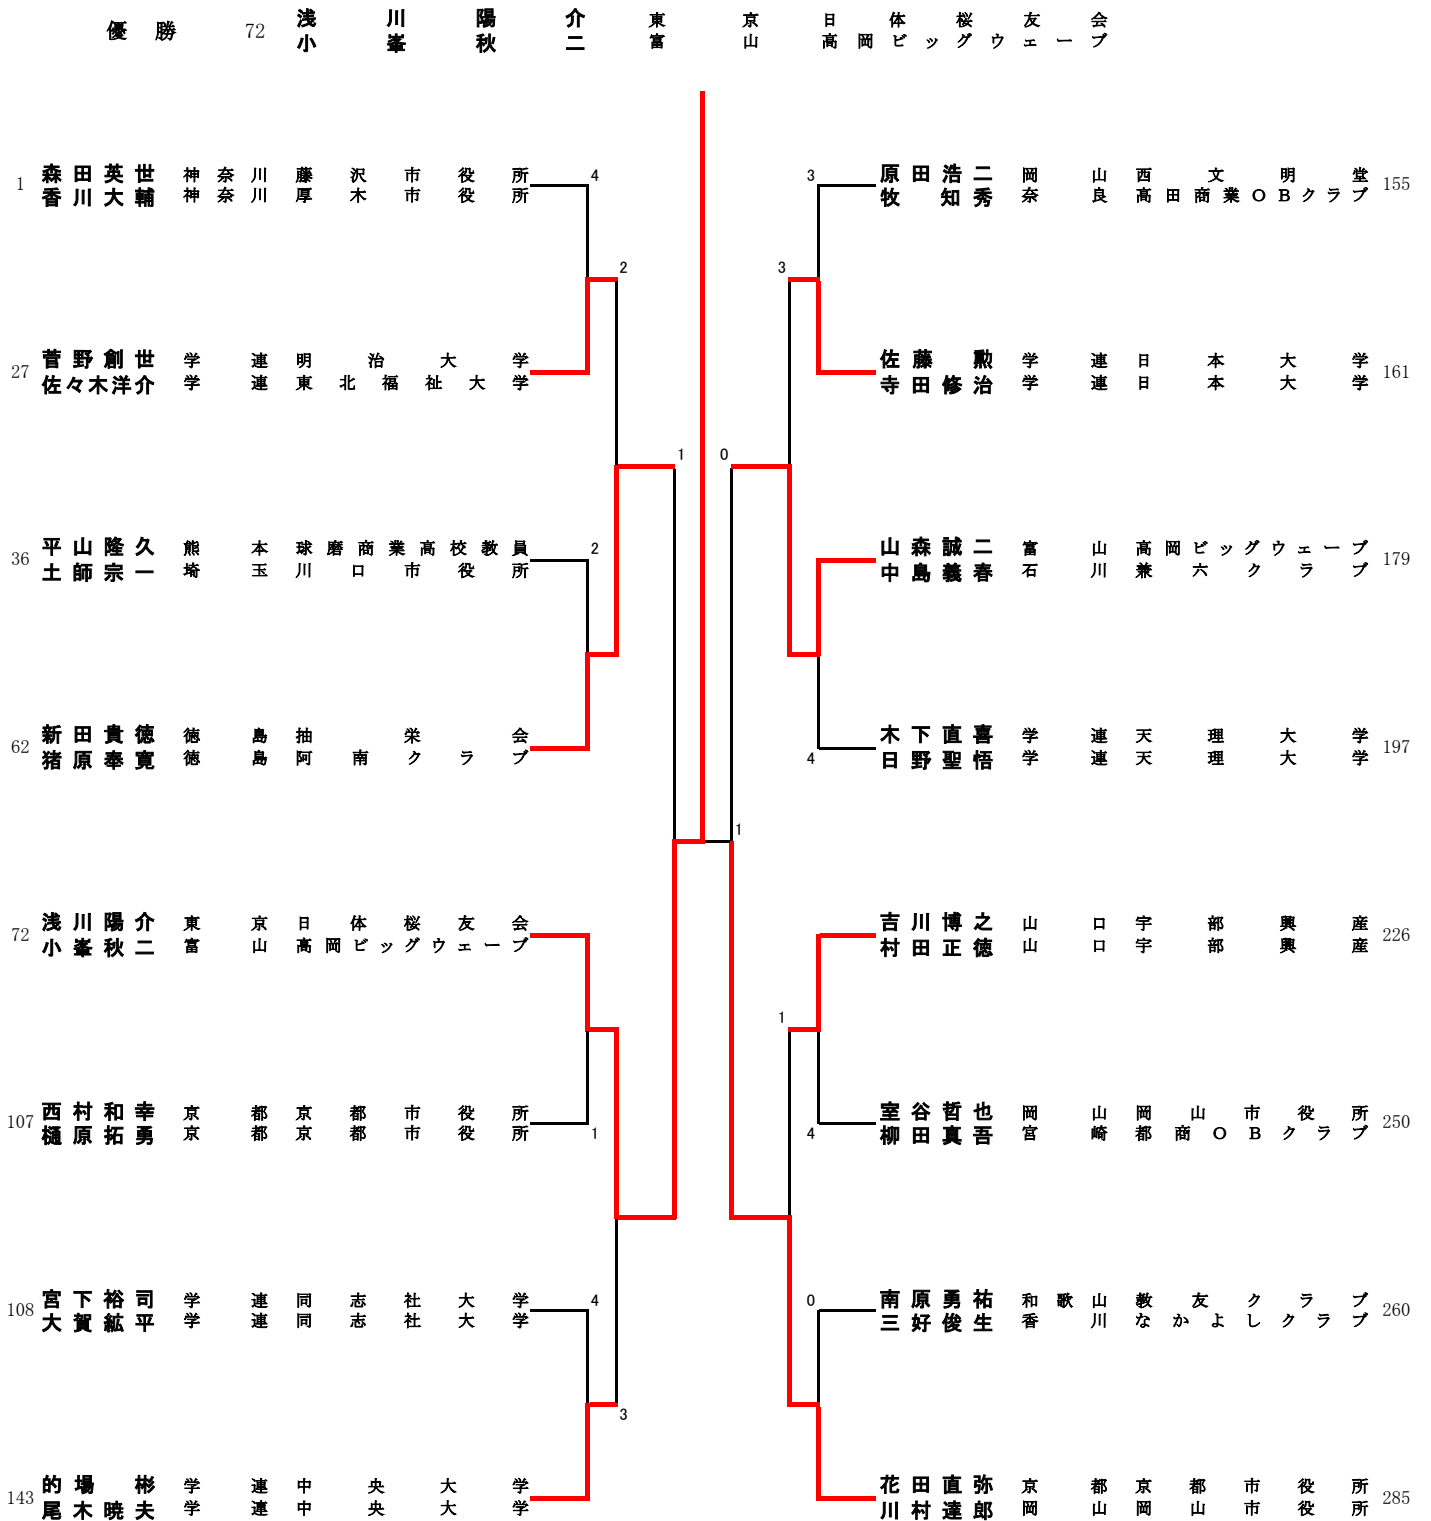 優勝 72 浅川陽介 東京 日体桜友会
小峯秋二 富山 高岡ビッグウェーブ
1 森田英世 神奈川 藤沢市役所 4
香川大輔 神奈川 厚木市役所
2
27 菅野創世 学連 明治大学
佐々木洋介 学連 東北福祉大学
1
36 平山隆久 熊本 球磨商業高校教員 2
土師宗一 埼玉 川口市役所
62 新田貴徳 徳島 抽栄会
猪原奉寛 徳島 阿南クラブ
72 浅川陽介 東京 日体桜友会
小峯秋二 富山 高岡ビッグウェーブ
107 西村和幸 京都 京都市役所
樋原拓勇 京都 京都市役所 1
108 宮下裕司 学連 同志社大学 4
大賀紘平 学連 同志社大学
3
143 的場彬 学連 中央大学
尾木暁夫 学連 中央大学
3 原田浩二 岡山 西文明堂 155
牧知秀 奈良 高田商業OBクラブ
3
佐藤勲 学連 日本大学 161
寺田修治 学連 日本大学
0
山森誠二 富山 高岡ビッグウェーブ 179
中島義春 石川 兼六クラブ
木下直喜 学連 天理大学 197
4 日野聖悟 学連 天理大学
1
吉川博之 山口 宇部興産 226
村田正徳 山口 宇部興産
1
室谷哲也 岡山 岡山市役所 250
4 柳田真吾 宮崎 都商OBクラブ
0 南原勇祐 和歌山 教友クラブ 260
三好俊生 香川 なかよしクラブ
花田直弥 京都 京都市役所 285
川村達郎 岡山 岡山市役所